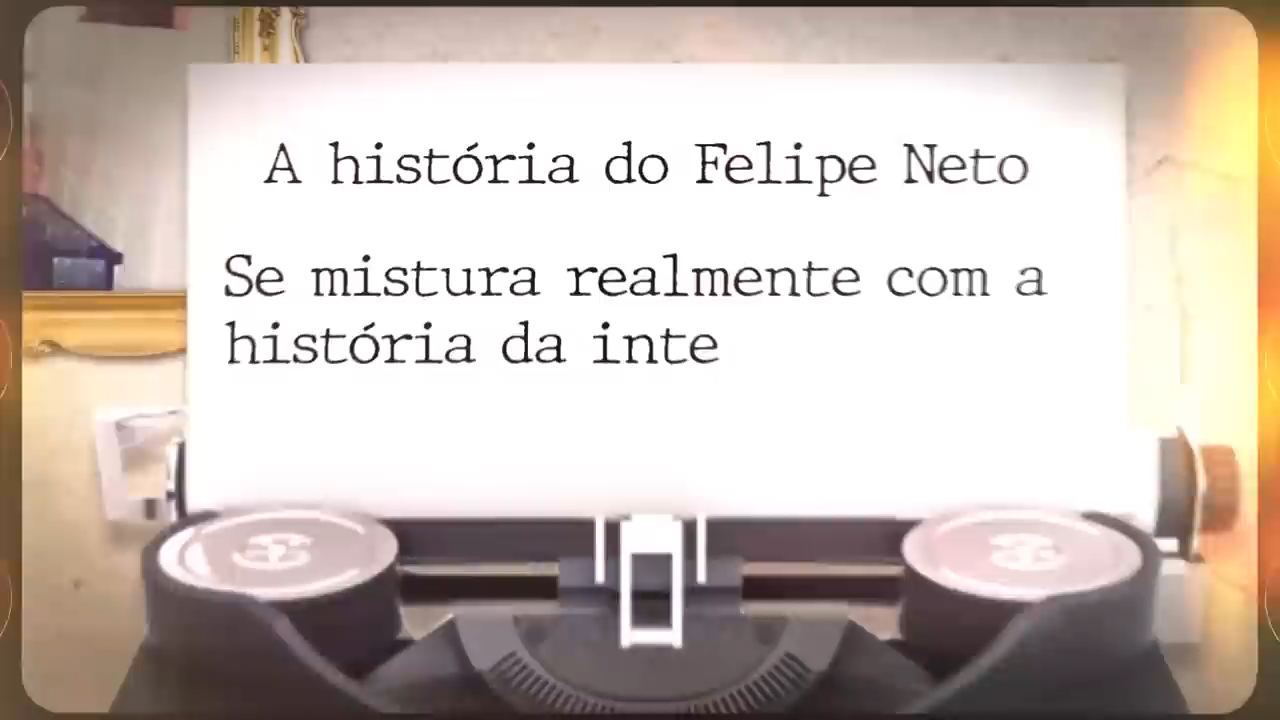 A história do Felipe Neto
Se mistura realmente com a
história da inte